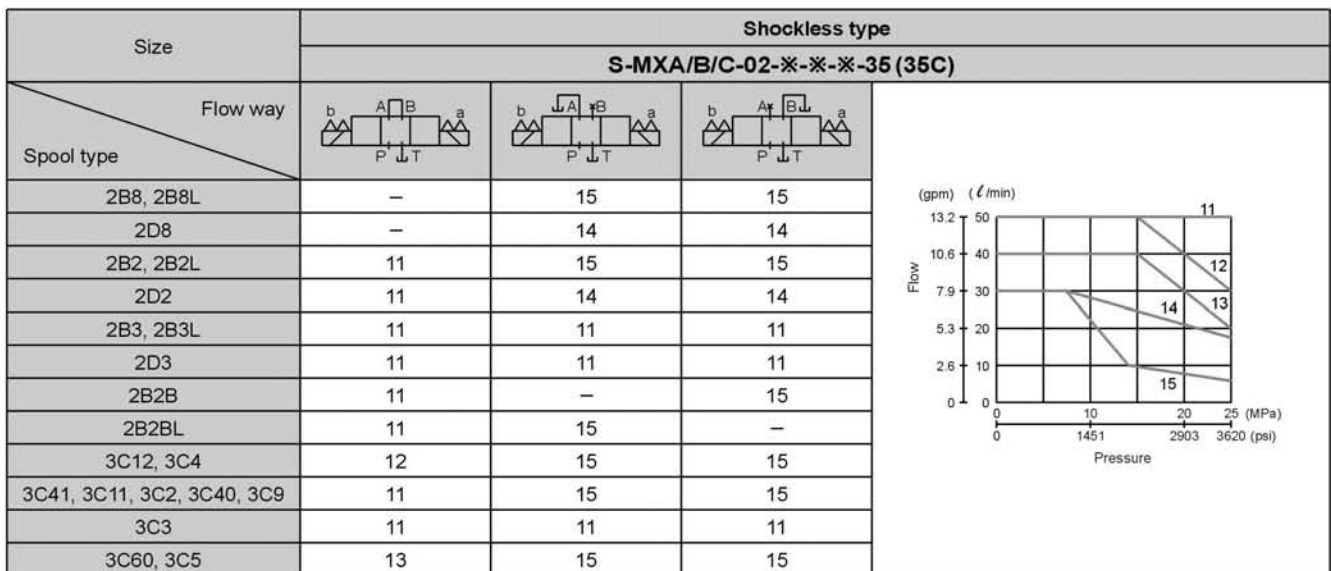 Size
Shockless type
S-MXA/B/C-02-※-※-※-35 (35C)
Flow way
Spool type
b A B a
P T
b A B a
P T
b A B a
P T
2B8, 2B8L – 15 15
2D8 – 14 14
2B2, 2B2L 11 15 15
2D2 11 14 14
2B3, 2B3L 11 11 11
2D3 11 11 11
2B2B 11 – 15
2B2BL 11 15 –
3C12, 3C4 12 15 15
3C41, 3C11, 3C2, 3C40, 3C9 11 15 15
3C3 11 11 11
3C60, 3C5 13 15 15
(gpm) (ℓ/min)
13.2 50
10.6 40
7.9 30
5.3 20
2.6 10
0 0
Flow
11
12
13
14
15
0 10 20 25 (MPa)
0 1451 2903 3620 (psi)
Pressure